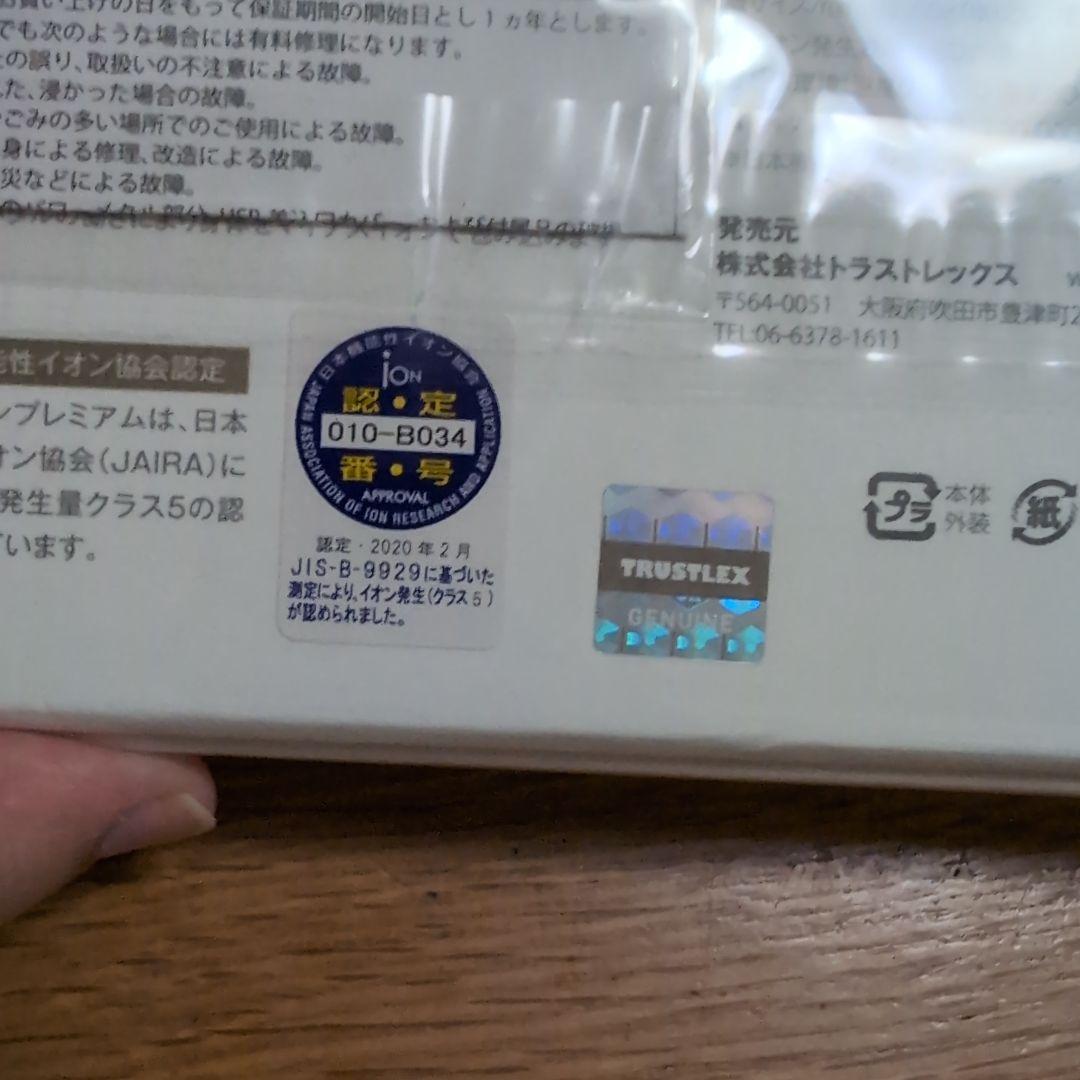 お買い上げの日をもって保証期間の開始日とし1ヵ年とします。
でも次のような場合には有料修理になります。
の誤り、取扱いの不注意による故障。
た、浸かった場合の故障。
ごみの多い場所でのご使用による故障。
身による修理、改造による故障。
災などによる故障。
発売元
株式会社トラストレックス
〒564-0051 大阪府吹田市豊津町2
TEL.06-6378-1611
能性イオン協会認定
ンプレミアムは、日本
オン協会(JAIRA)に
発生量クラス5の認
います。
日本機能性イオン協会
iON
認・定
010-B034
番・号
APPROVAL
JAPAN ASSOCIATION OF ION RESEARCH AND APPLICATION
認定・2020年2月
JIS-B-9929に基づいた
測定により、イオン発生(クラス5)
が認められました。
TRUSTLEX
GENUINE
プラ
本体
外装
紙